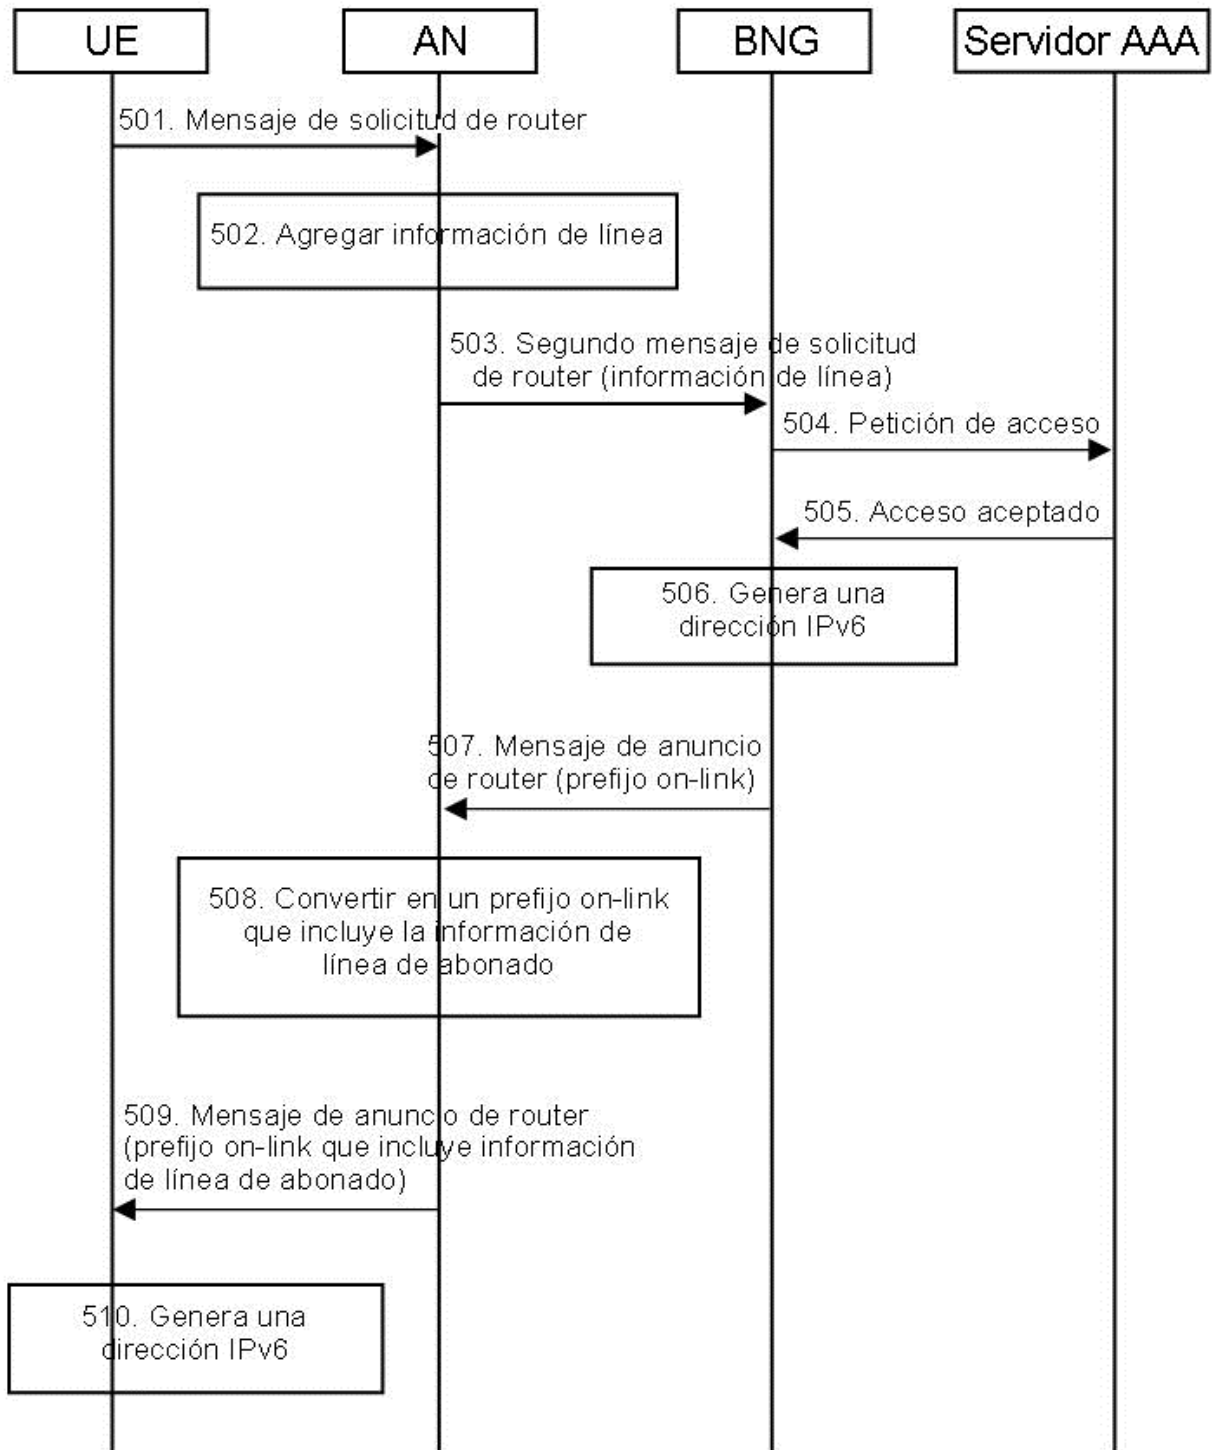 UE
AN
BNG
Servidor AAA
501. Mensaje de solicitud de router
502. Agregar información de línea
503. Segundo mensaje de solicitud
de router (información de línea)
504. Petición de acceso
505. Acceso aceptado
506. Genera una
dirección IPv6
507. Mensaje de anuncio
de router (prefijo on-link)
508. Convertir en un prefijo on-link
que incluye la información de
línea de abonado
509. Mensaje de anuncio de router
(prefijo on-link que incluye información
de línea de abonado)
510. Genera una
dirección IPv6